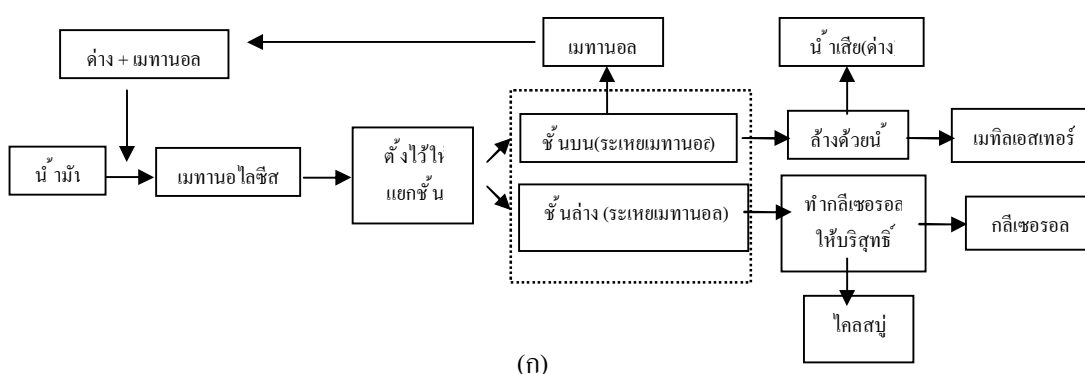 ด่าง + เมทานอล
เมทานอล
น้ำเสีย(ด่าง
น้ำมัน
เมทานอไลซีส
ตั้งไว้ให้
แยกชั้น
ชั้นบน(ระเหยเมทานอล)
ล้างด้วยน้ำ
เมทิลเอสเทอร์
ชั้นล่าง (ระเหยเมทานอล)
ทำกลีเซอรอล
ให้บริสุทธิ์
กลีเซอรอล
ไคลสบู่
(ก)